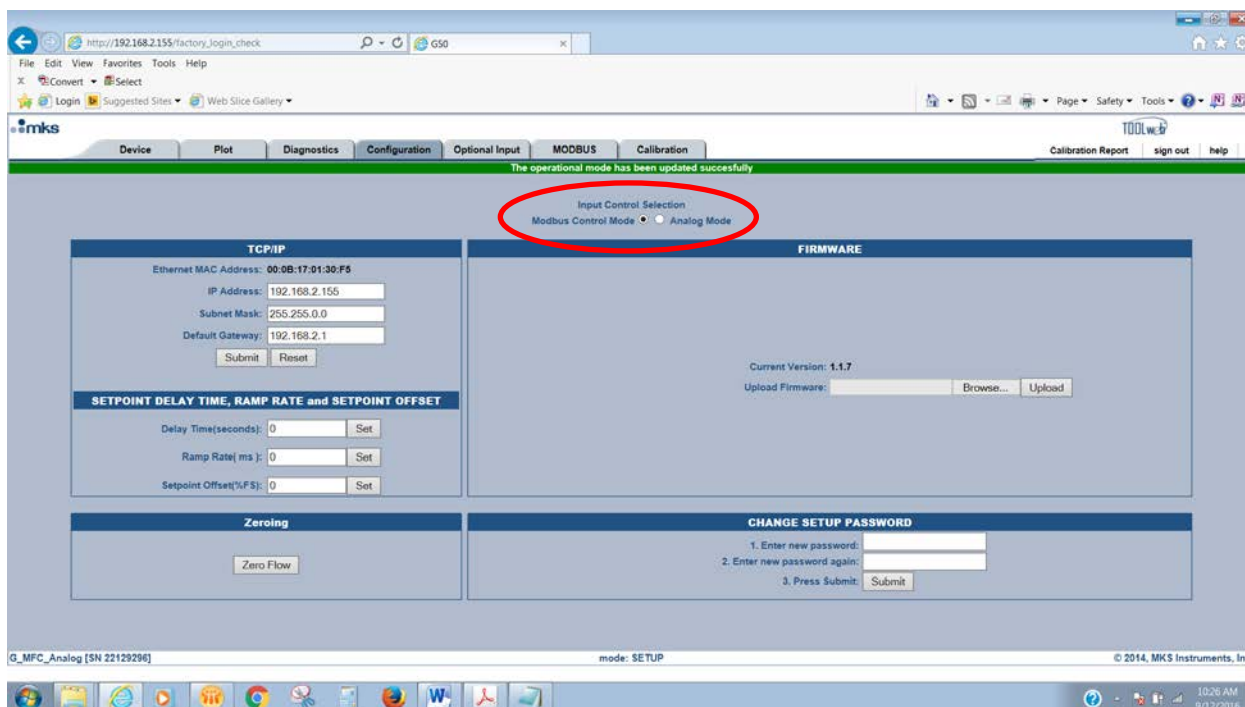 http://192.168.2.155/factory_login_check
G50
File Edit View Favorites Tools Help
x Convert Select
Login Suggested Sites Web Slice Gallery
Page Safety Tools
mks
TOOLweb
Device Plot Diagnostics Configuration Optional Input MODBUS Calibration
Calibration Report sign out help
The operational mode has been updated succesfully
Input Control Selection
Modbus Control Mode Analog Mode
TCP/IP
Ethernet MAC Address: 00:0B:17:01:30:F5
IP Address: 192.168.2.155
Subnet Mask: 255.255.0.0
Default Gateway: 192.168.2.1
Submit Reset
SETPOINT DELAY TIME, RAMP RATE and SETPOINT OFFSET
Delay Time(seconds): 0 Set
Ramp Rate( ms ): 0 Set
Setpoint Offset(%FS): 0 Set
FIRMWARE
Current Version: 1.1.7
Upload Firmware: Browse... Upload
Zeroing
Zero Flow
CHANGE SETUP PASSWORD
1. Enter new password:
2. Enter new password again:
3. Press Submit: Submit
G_MFC_Analog [SN 22129296]
mode: SETUP
© 2014, MKS Instruments, In
10:26 AM
9/12/2016